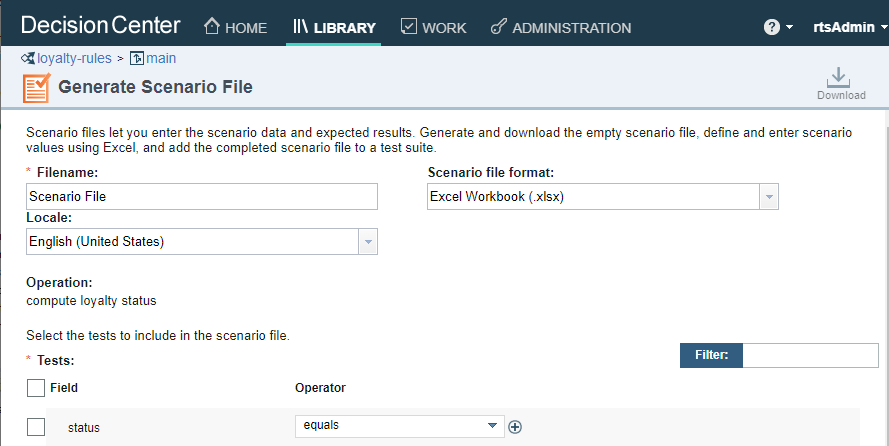 Decision Center HOME LIBRARY WORK ADMINISTRATION ? rtsAdmin
loyalty-rules > main
Generate Scenario File
Download
Scenario files let you enter the scenario data and expected results. Generate and download the empty scenario file, define and enter scenario
values using Excel, and add the completed scenario file to a test suite.
* Filename: Scenario file format:
Scenario File Excel Workbook (.xlsx)
Locale:
English (United States)
Operation:
compute loyalty status
Select the tests to include in the scenario file.
* Tests: Filter:
Field Operator
status equals